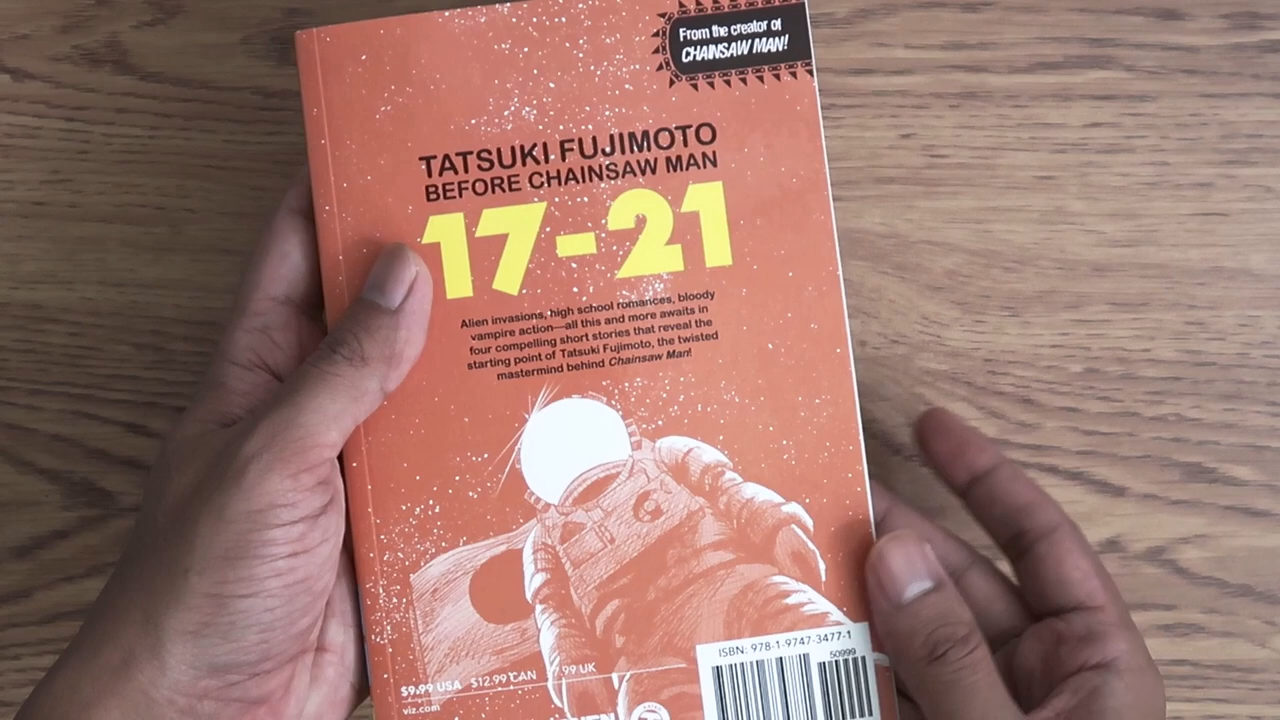 From the creator of
CHAINSAW MAN!
TATSUKI FUJIMOTO
BEFORE CHAINSAW MAN
17-21
Alien invasions, high school romances, bloody
vampire action—all this and more awaits in
four compelling short stories that reveal the
starting point of Tatsuki Fujimoto, the twisted
mastermind behind Chainsaw Man!
ISBN: 978-1-9747-3477-1
50999
$9.99 USA $12.99 CAN .99 UK
viz.com